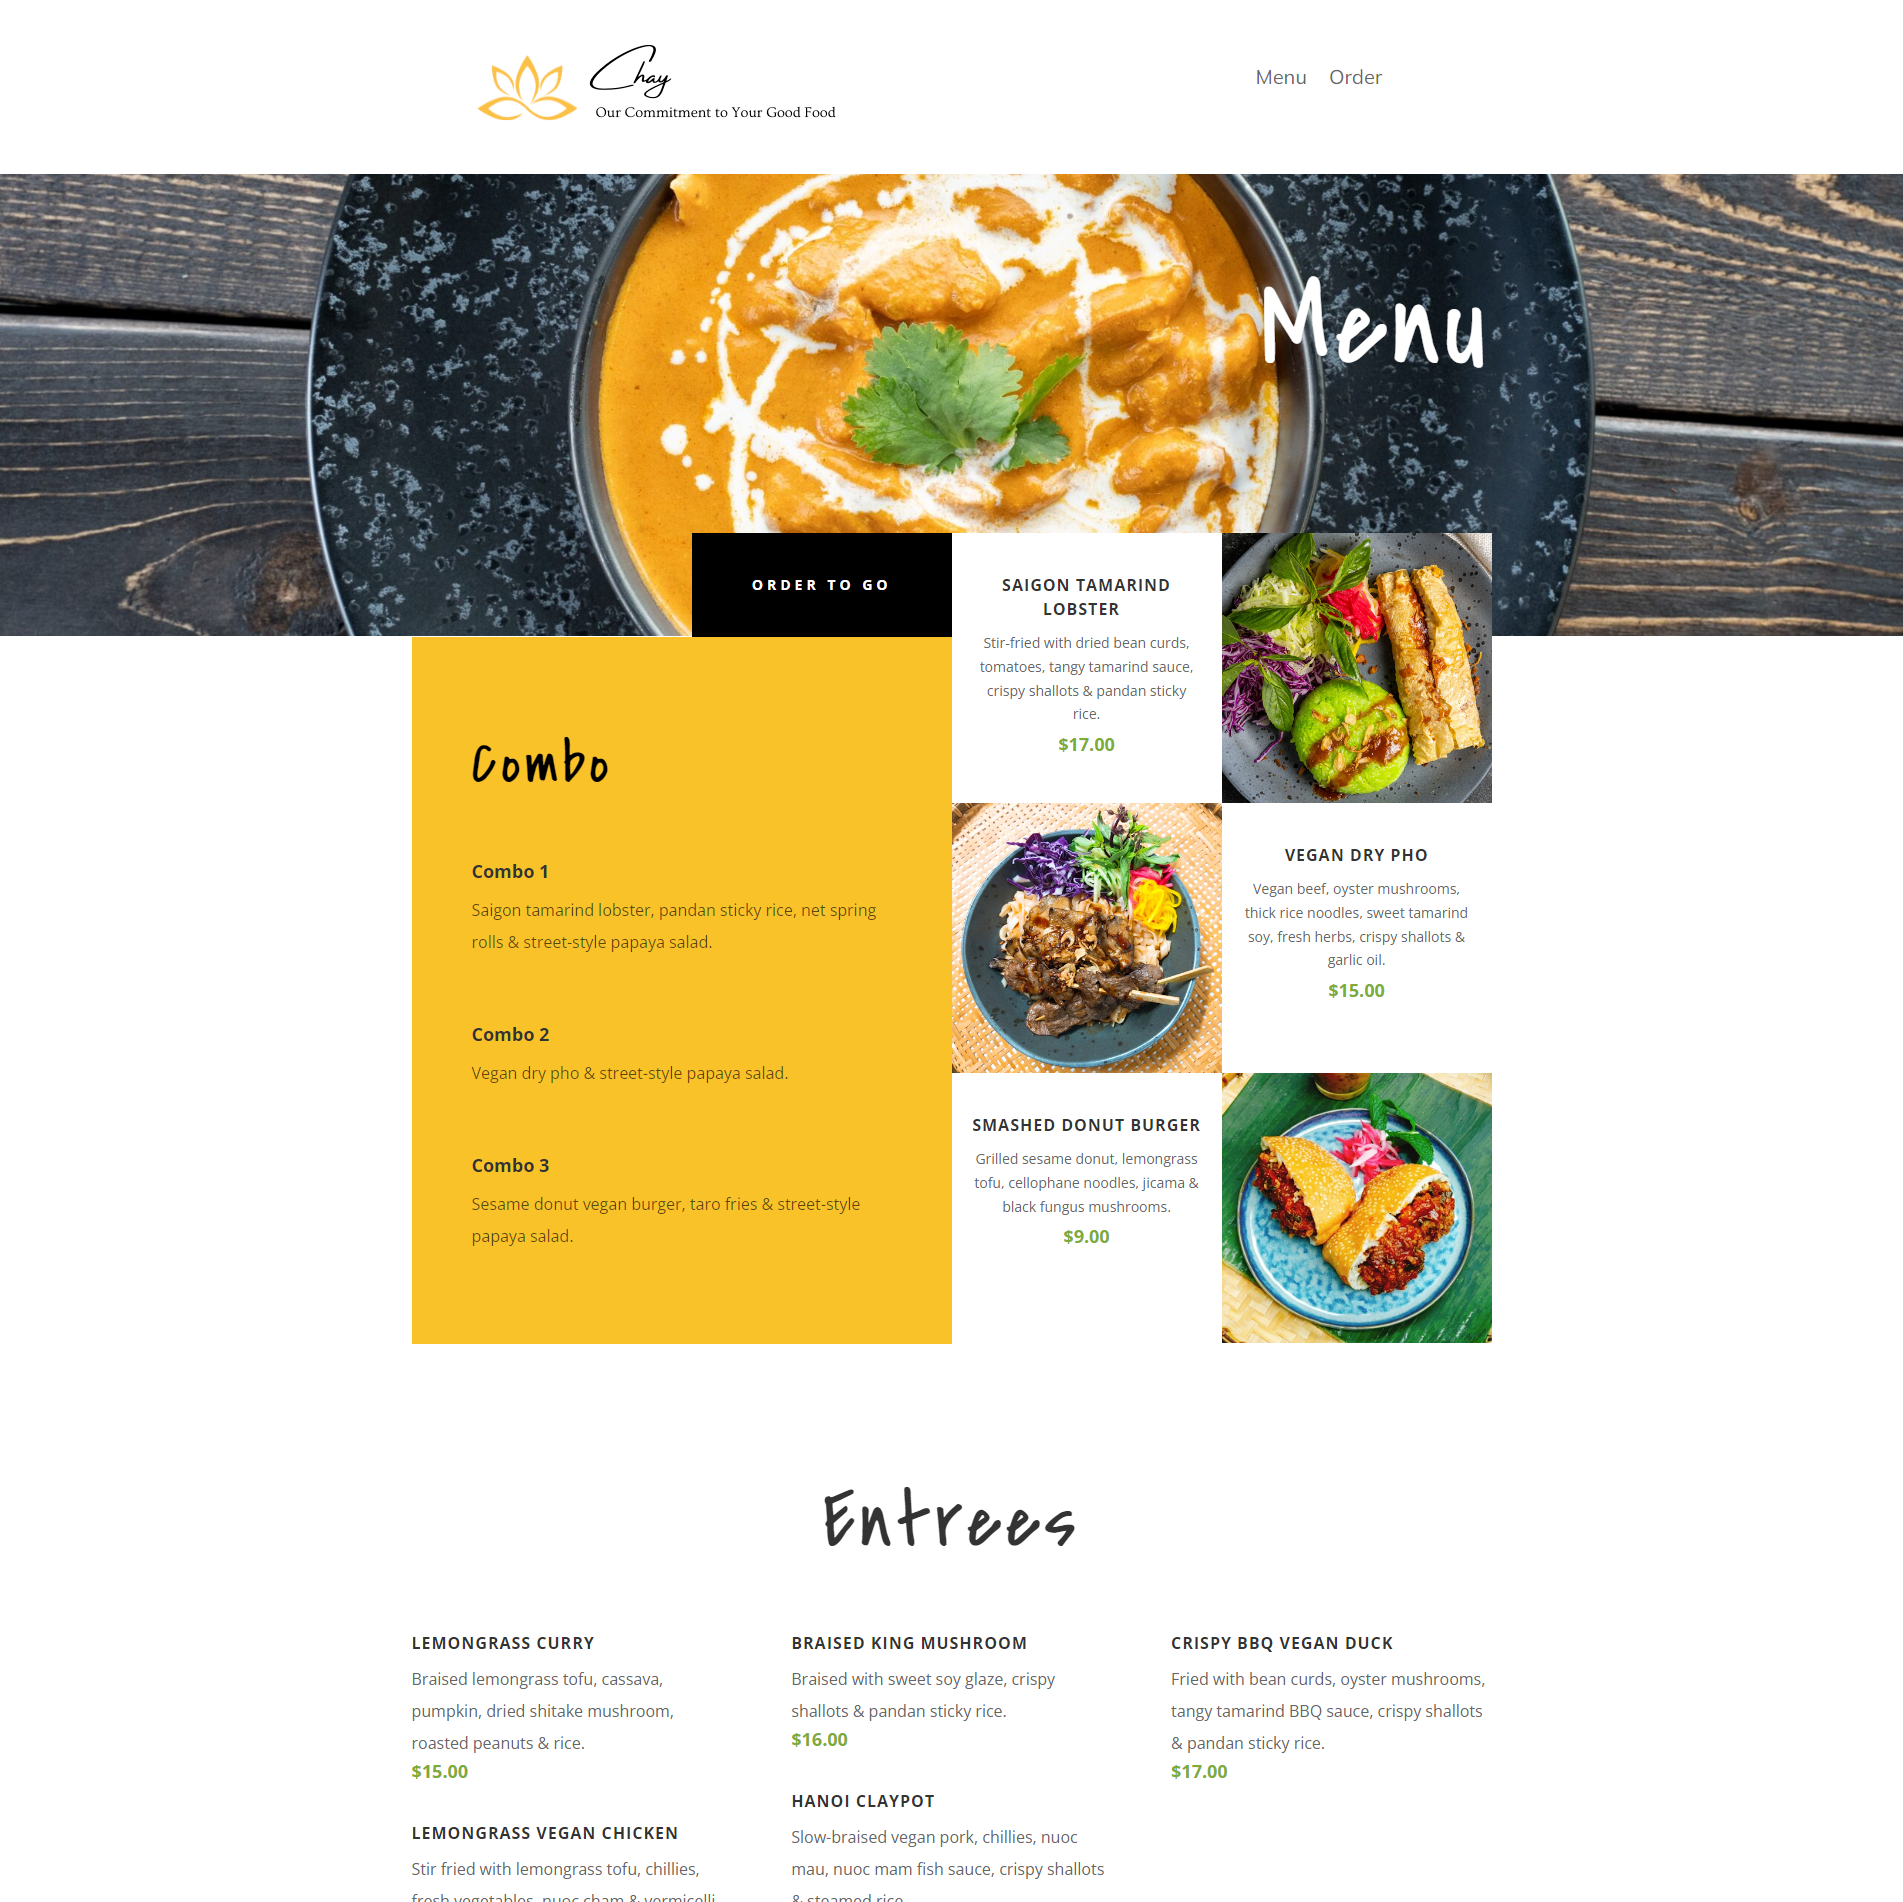 Chay
Our Commitment to Your Good Food
Menu
Order
Menu
ORDER TO GO
SAIGON TAMARIND
LOBSTER
Stir-fried with dried bean curds,
tomatoes, tangy tamarind sauce,
crispy shallots & pandan sticky
rice.
$17.00
Combo
Combo 1
Saigon tamarind lobster, pandan sticky rice, net spring
rolls & street-style papaya salad.
Combo 2
Vegan dry pho & street-style papaya salad.
Combo 3
Sesame donut vegan burger, taro fries & street-style
papaya salad.
VEGAN DRY PHO
Vegan beef, oyster mushrooms,
thick rice noodles, sweet tamarind
soy, fresh herbs, crispy shallots &
garlic oil.
$15.00
SMASHED DONUT BURGER
Grilled sesame donut, lemongrass
tofu, cellophane noodles, jicama &
black fungus mushrooms.
$9.00
Entrees
LEMONGRASS CURRY
Braised lemongrass tofu, cassava,
pumpkin, dried shitake mushroom,
roasted peanuts & rice.
$15.00
LEMONGRASS VEGAN CHICKEN
Stir fried with lemongrass tofu, chillies,
fresh vegetables, nuoc cham & vermicelli
BRAISED KING MUSHROOM
Braised with sweet soy glaze, crispy
shallots & pandan sticky rice.
$16.00
HANOI CLAYPOT
Slow-braised vegan pork, chillies, nuoc
mau, nuoc mam fish sauce, crispy shallots
& steamed rice
CRISPY BBQ VEGAN DUCK
Fried with bean curds, oyster mushrooms,
tangy tamarind BBQ sauce, crispy shallots
& pandan sticky rice.
$17.00